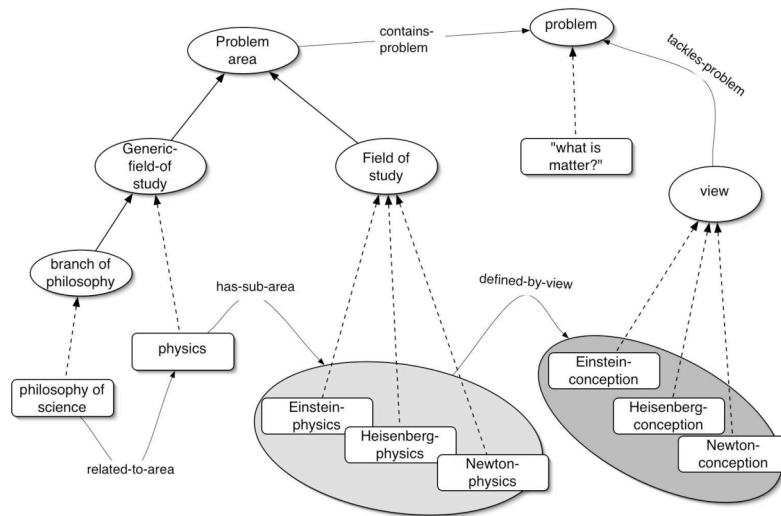 Problem
area
contains-
problem
problem
tackles-problem
Generic-
field-of
study
Field of
study
"what is
matter?"
view
branch of
philosophy
has-sub-area
defined-by-view
physics
philosophy of
science
related-to-area
Einstein-
physics
Heisenberg-
physics
Newton-
physics
Einstein-
conception
Heisenberg-
conception
Newton-
conception